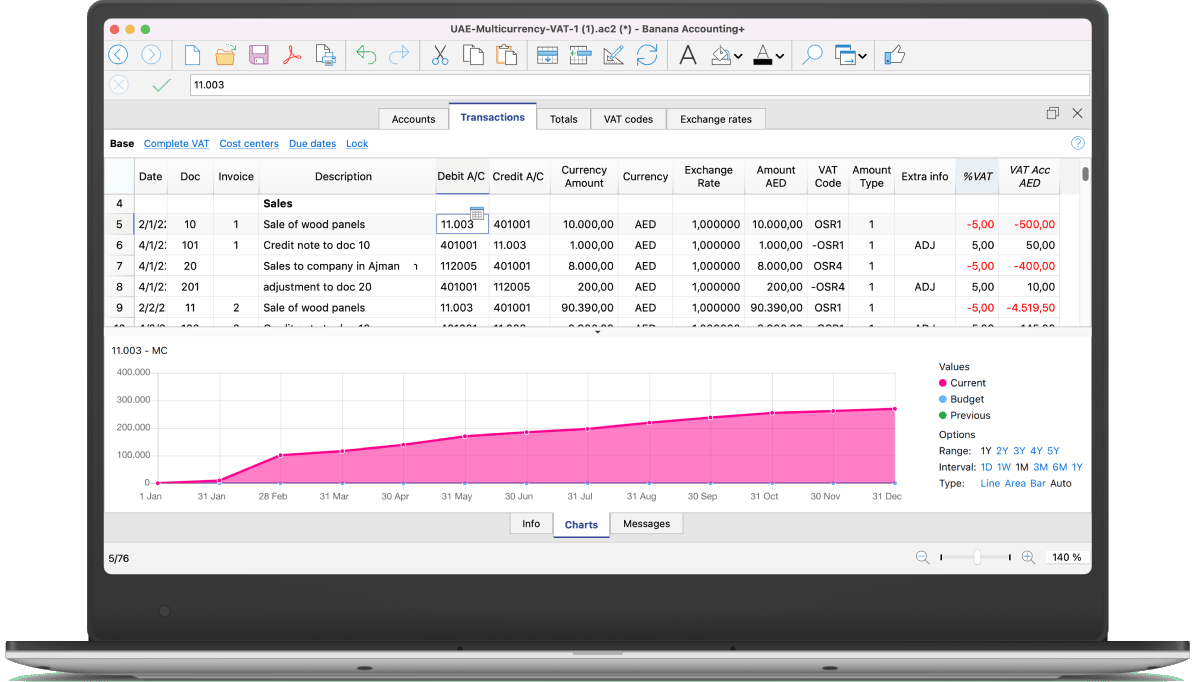 UAE-Multicurrency-VAT-1 (1).ac2 (*) - Banana Accounting+
11.003
Accounts Transactions Totals VAT codes Exchange rates
Base Complete VAT Cost centers Due dates Lock
Date Doc Invoice Description Debit A/C Credit A/C Currency Amount Currency Exchange Rate Amount AED VAT Code Amount Type Extra info %VAT VAT Acc AED
4 Sales
5 2/1/2 10 1 Sale of wood panels 11.003 401001 10.000,00 AED 1,000000 10.000,00 OSR1 1 -5,00 -500,00
6 4/1/2 101 1 Credit note to doc 10 401001 11.003 1.000,00 AED 1,000000 1.000,00 -OSR1 1 ADJ 5,00 50,00
7 4/1/2 20 Sales to company in Ajman 112005 401001 8.000,00 AED 1,000000 8.000,00 OSR4 1 -5,00 -400,00
8 4/1/2 201 adjustment to doc 20 401001 112005 200,00 AED 1,000000 200,00 -OSR4 1 ADJ 5,00 10,00
9 2/2/2 11 2 Sale of wood panels 11.003 401001 90.390,00 AED 1,000000 90.390,00 OSR1 1 -5,00 -4.519,50
11.003 - MC
400.000
300.000
200.000
100.000
0
1 Jan 31 Jan 28 Feb 31 Mar 30 Apr 31 May 30 Jun 31 Jul 31 Aug 30 Sep 31 Oct 30 Nov 31 Dec
Values
Current
Budget
Previous
Options
Range: 1Y 2Y 3Y 4Y 5Y
Interval: 1D 1W 1M 3M 6M 1Y
Type: Line Area Bar Auto
Info Charts Messages
5/76 140 %